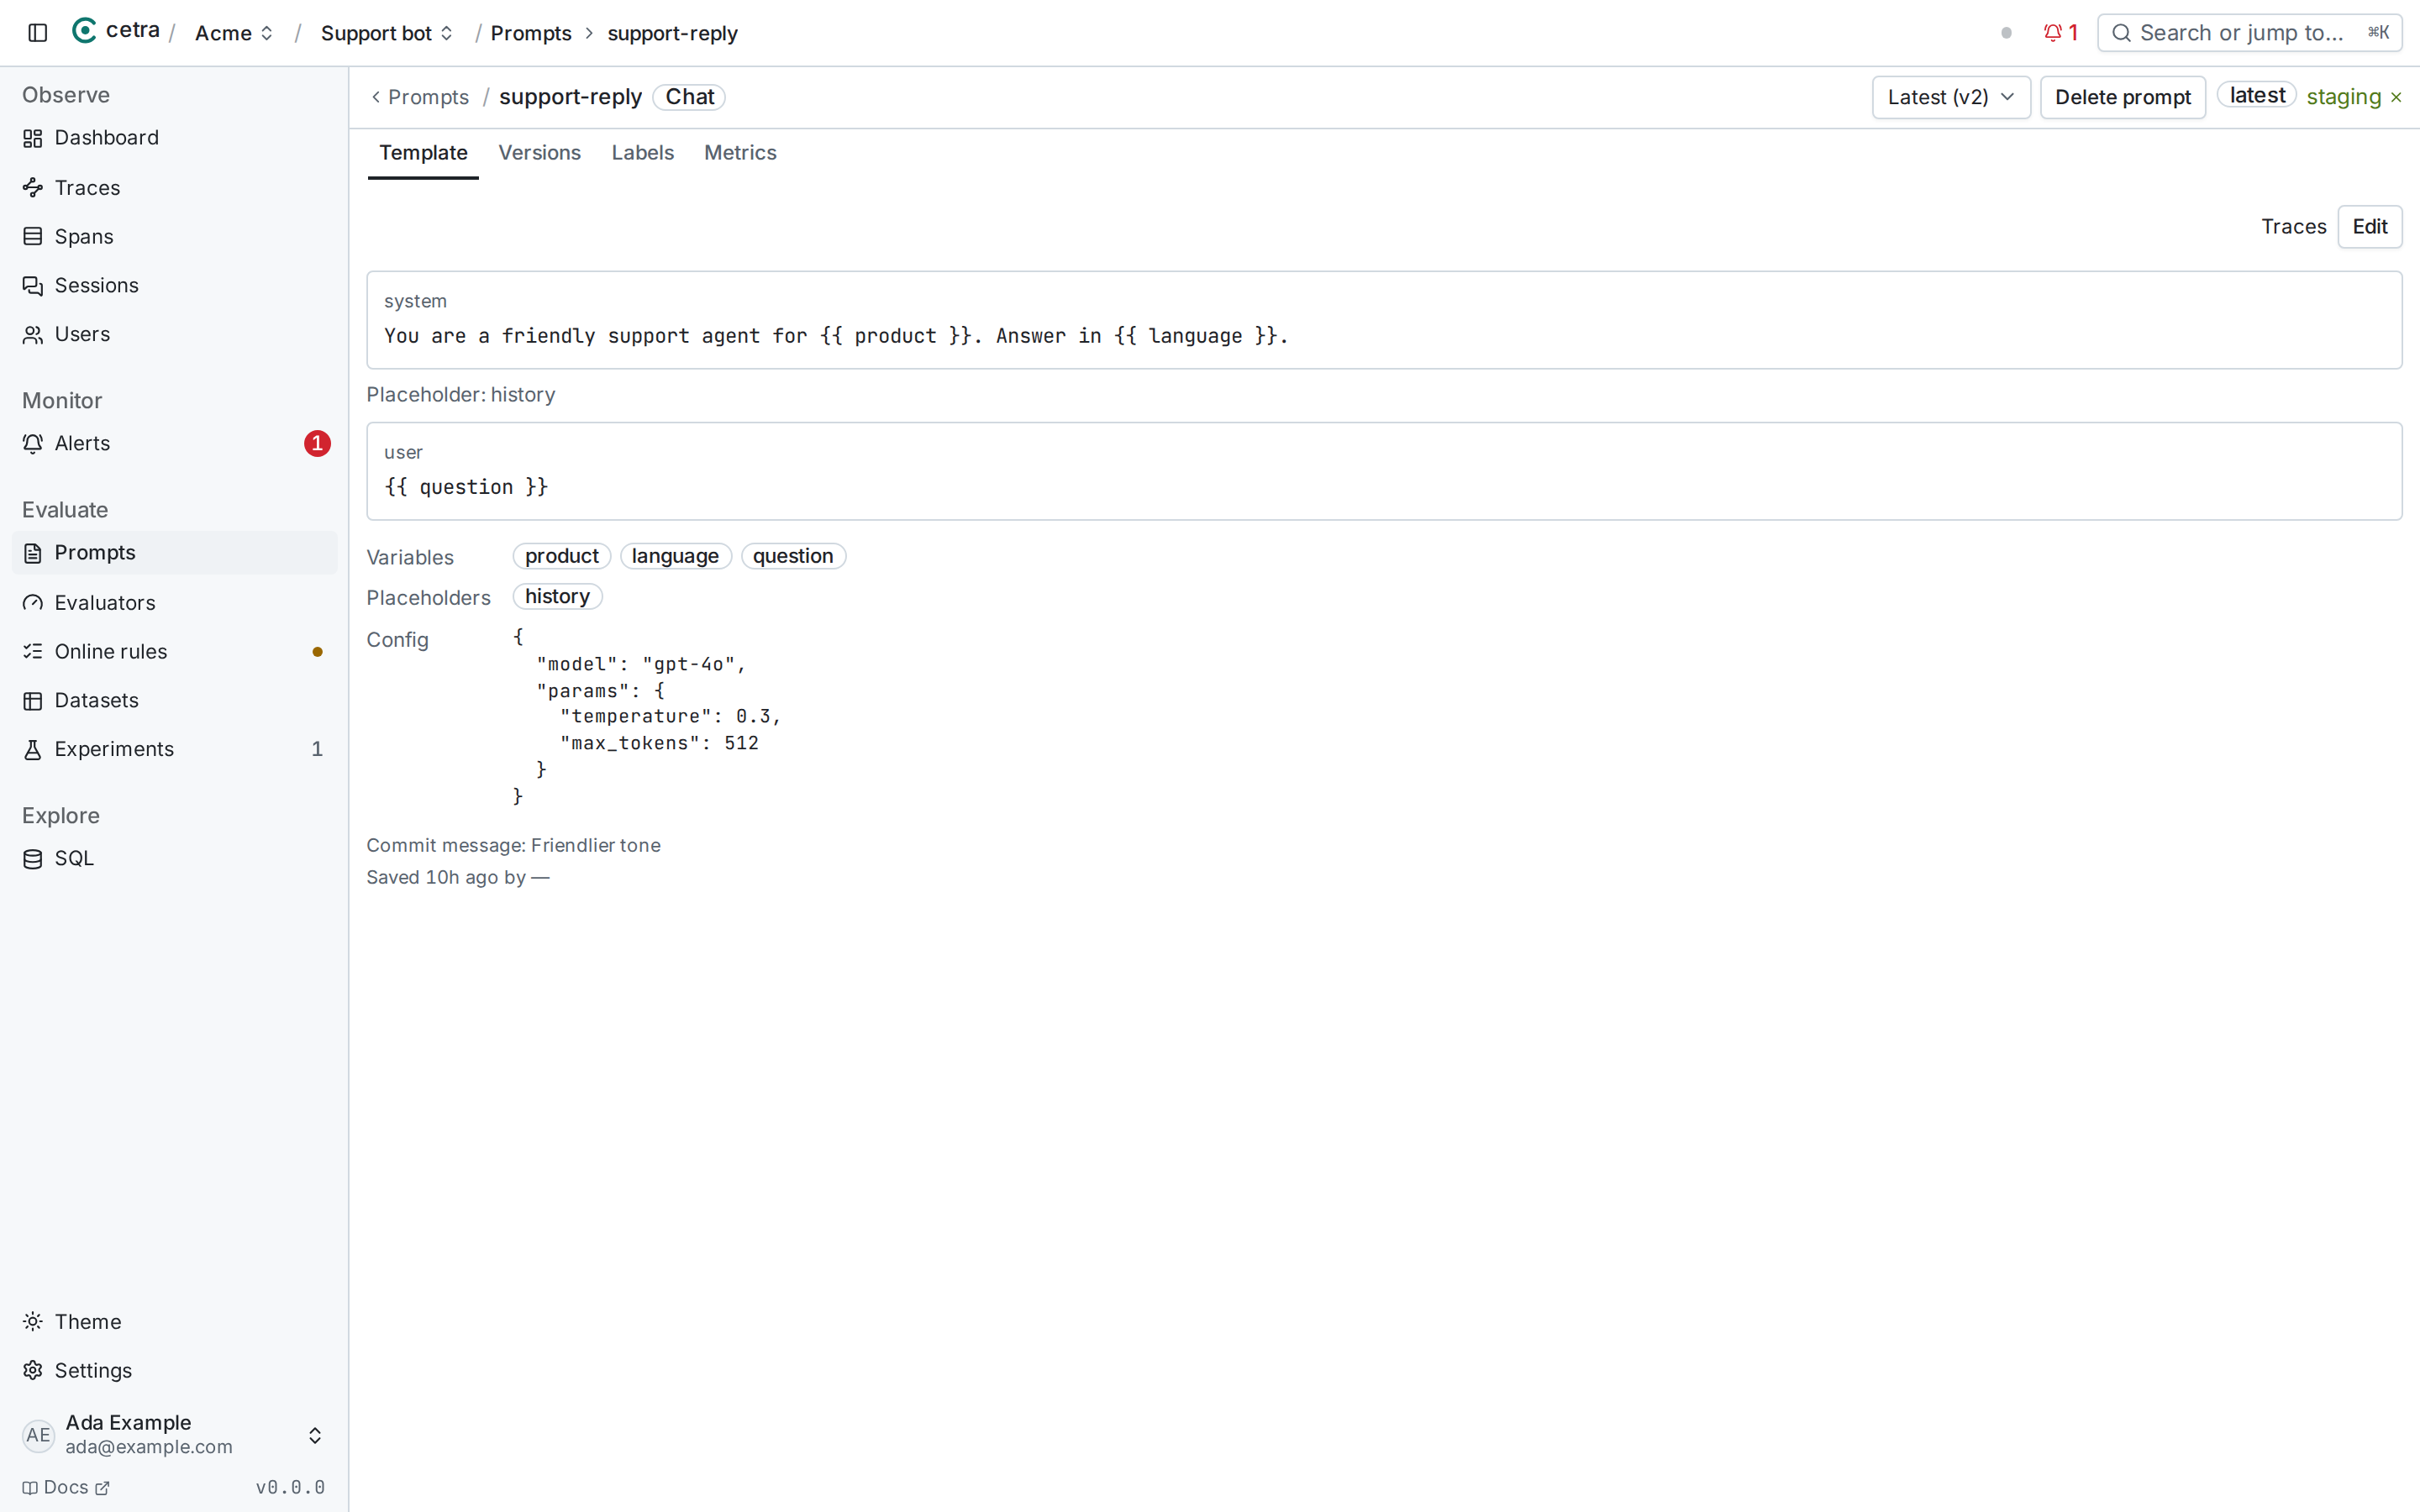 cetra / Acme / Support bot / Prompts > support-reply
1
Search or jump to... ⌘K
Observe
Dashboard
Traces
Spans
Sessions
Users
Monitor
Alerts 1
Evaluate
Prompts
Evaluators
Online rules
Datasets
Experiments 1
Explore
SQL
Theme
Settings
AE
Ada Example
ada@example.com
Docs v0.0.0
Prompts / support-reply Chat
Latest (v2) Delete prompt latest staging ×
Template Versions Labels Metrics
Traces Edit
system
You are a friendly support agent for {{ product }}. Answer in {{ language }}.
Placeholder: history
user
{{ question }}
Variables product language question
Placeholders history
Config {
"model": "gpt-4o",
"params": {
"temperature": 0.3,
"max_tokens": 512
}
}
Commit message: Friendlier tone
Saved 10h ago by —